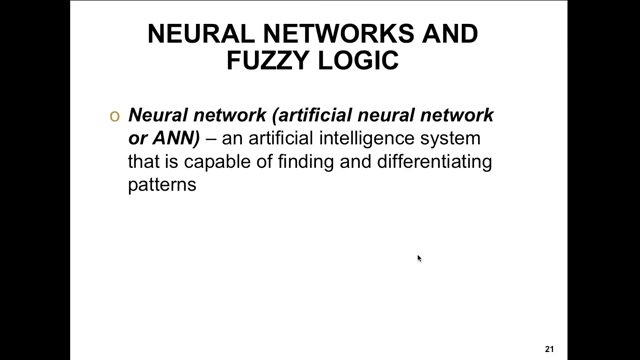 NEURAL NETWORKS AND
FUZZY LOGIC
o Neural network (artificial neural network
or ANN) – an artificial intelligence system
that is capable of finding and differentiating
patterns
21